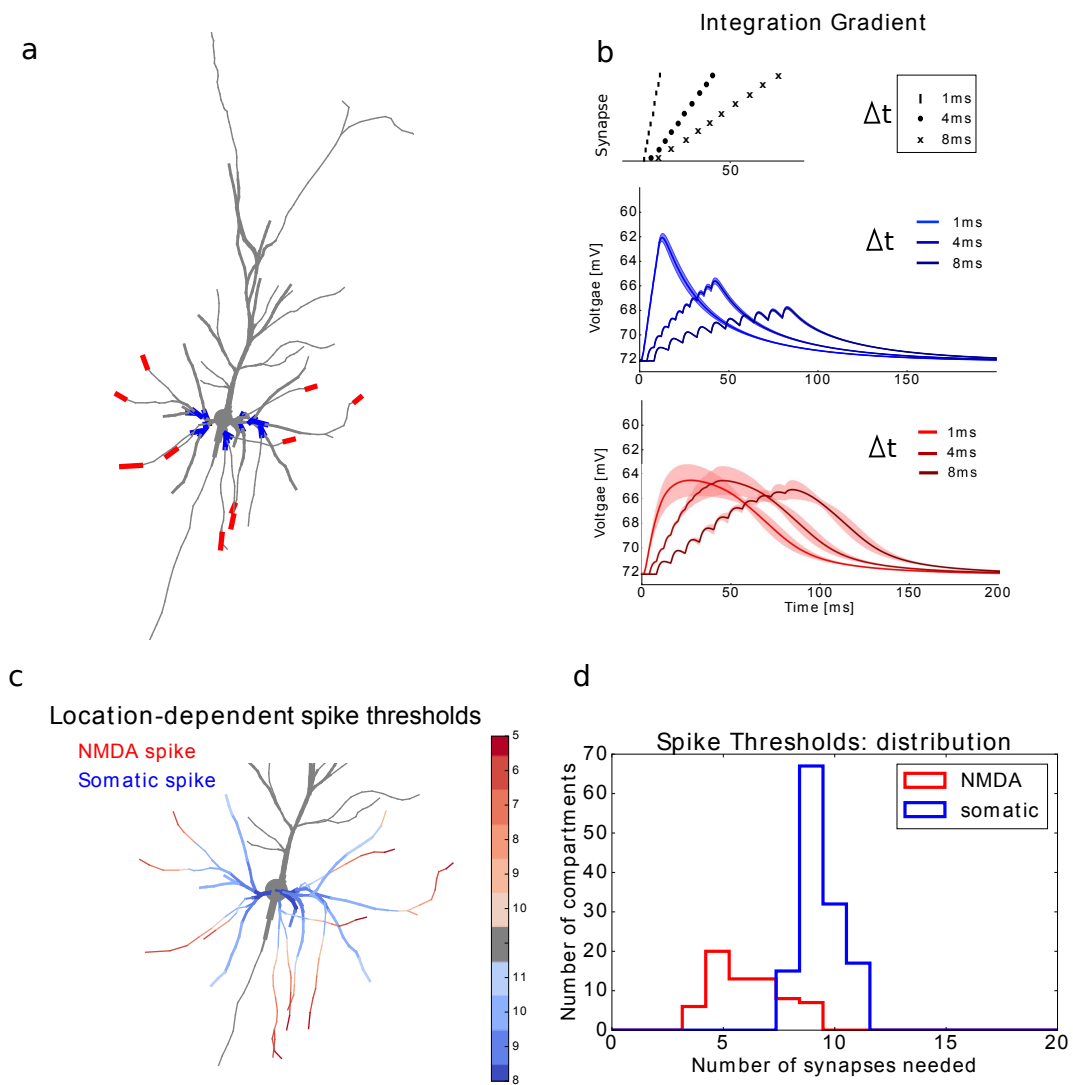 a
Integration Gradient
b
Synapse
50
Δt
1ms
4ms
x 8ms
60
62
64
66
68
70
72
Voltgae [mV]
0
50
100
150
Δt
1ms
4ms
8ms
60
62
64
66
68
70
72
Voltgae [mV]
0
50
100
150
200
Time [ms]
Δt
1ms
4ms
8ms
c
Location-dependent spike thresholds
NMDA spike
Somatic spike
5
6
7
8
9
10
11
10
9
8
d
Spike Thresholds: distribution
70
60
50
40
30
20
10
0
Number of compartments
0
5
10
15
20
Number of synapses needed
NMDA
somatic